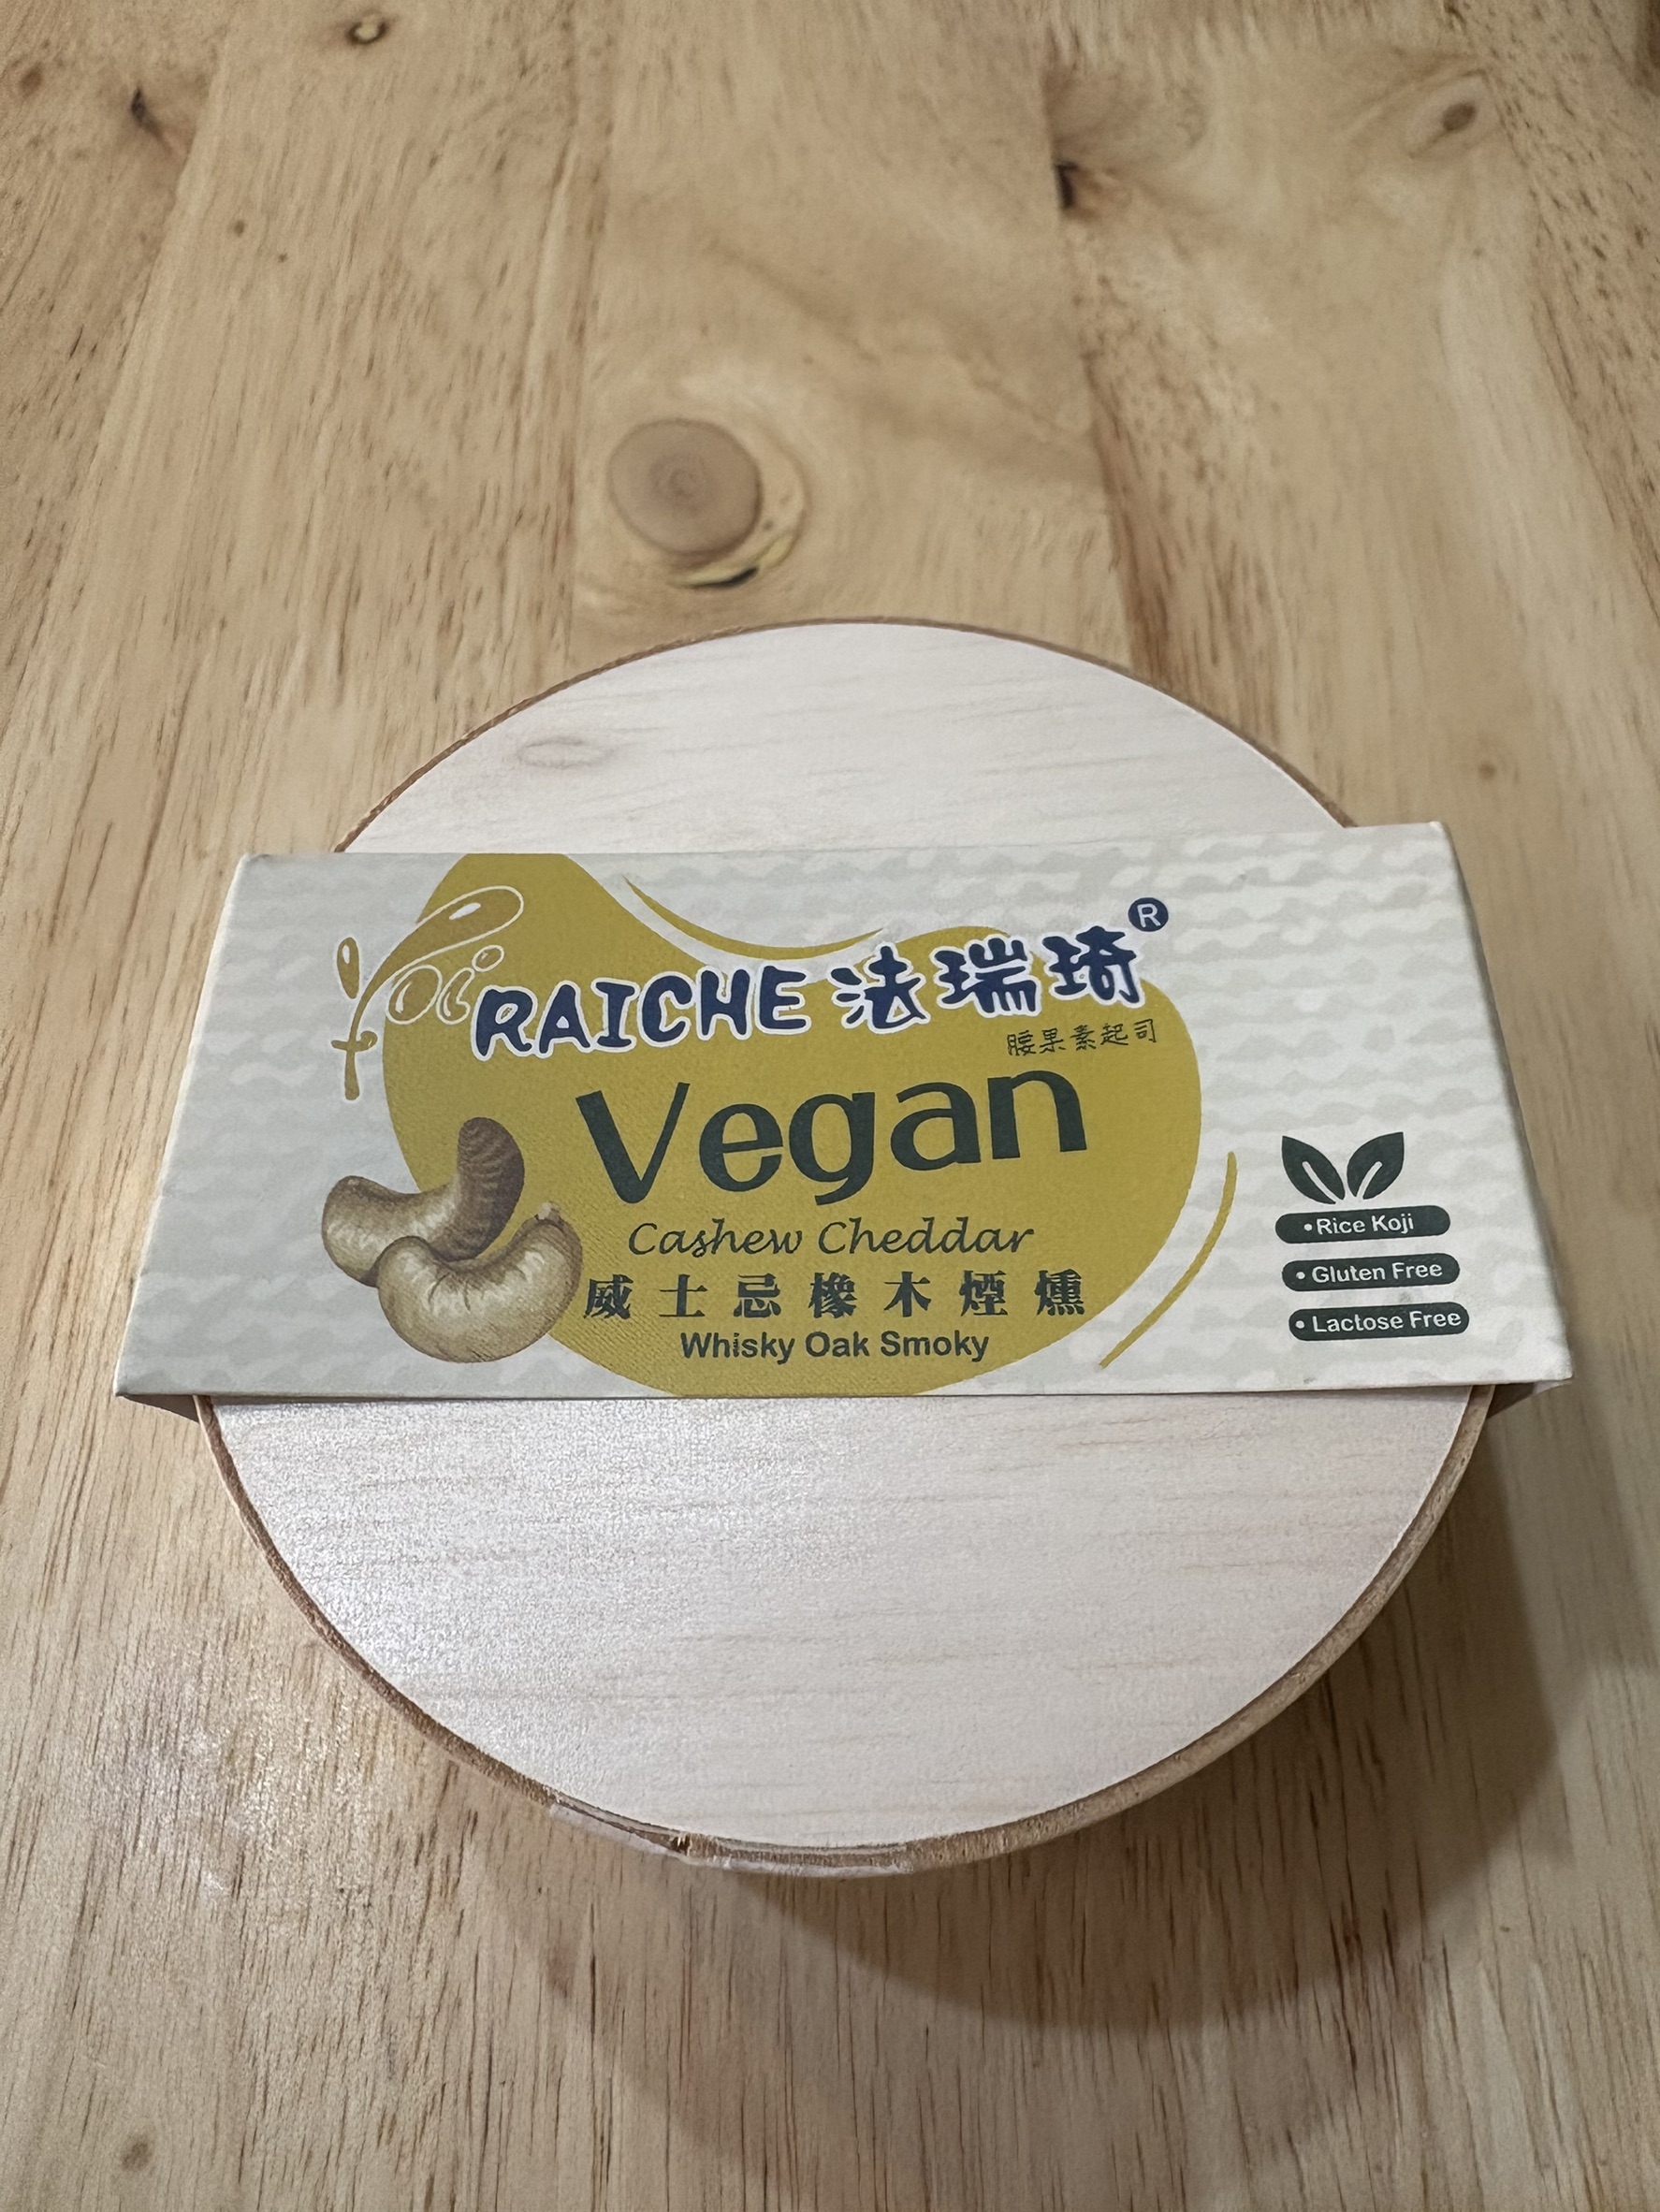 foi
RAICHE 法瑞琦®
腰果素起司
Vegan
Cashew Cheddar
威士忌橡木煙燻
Whisky Oak Smoky
•Rice Koji
•Gluten Free
•Lactose Free